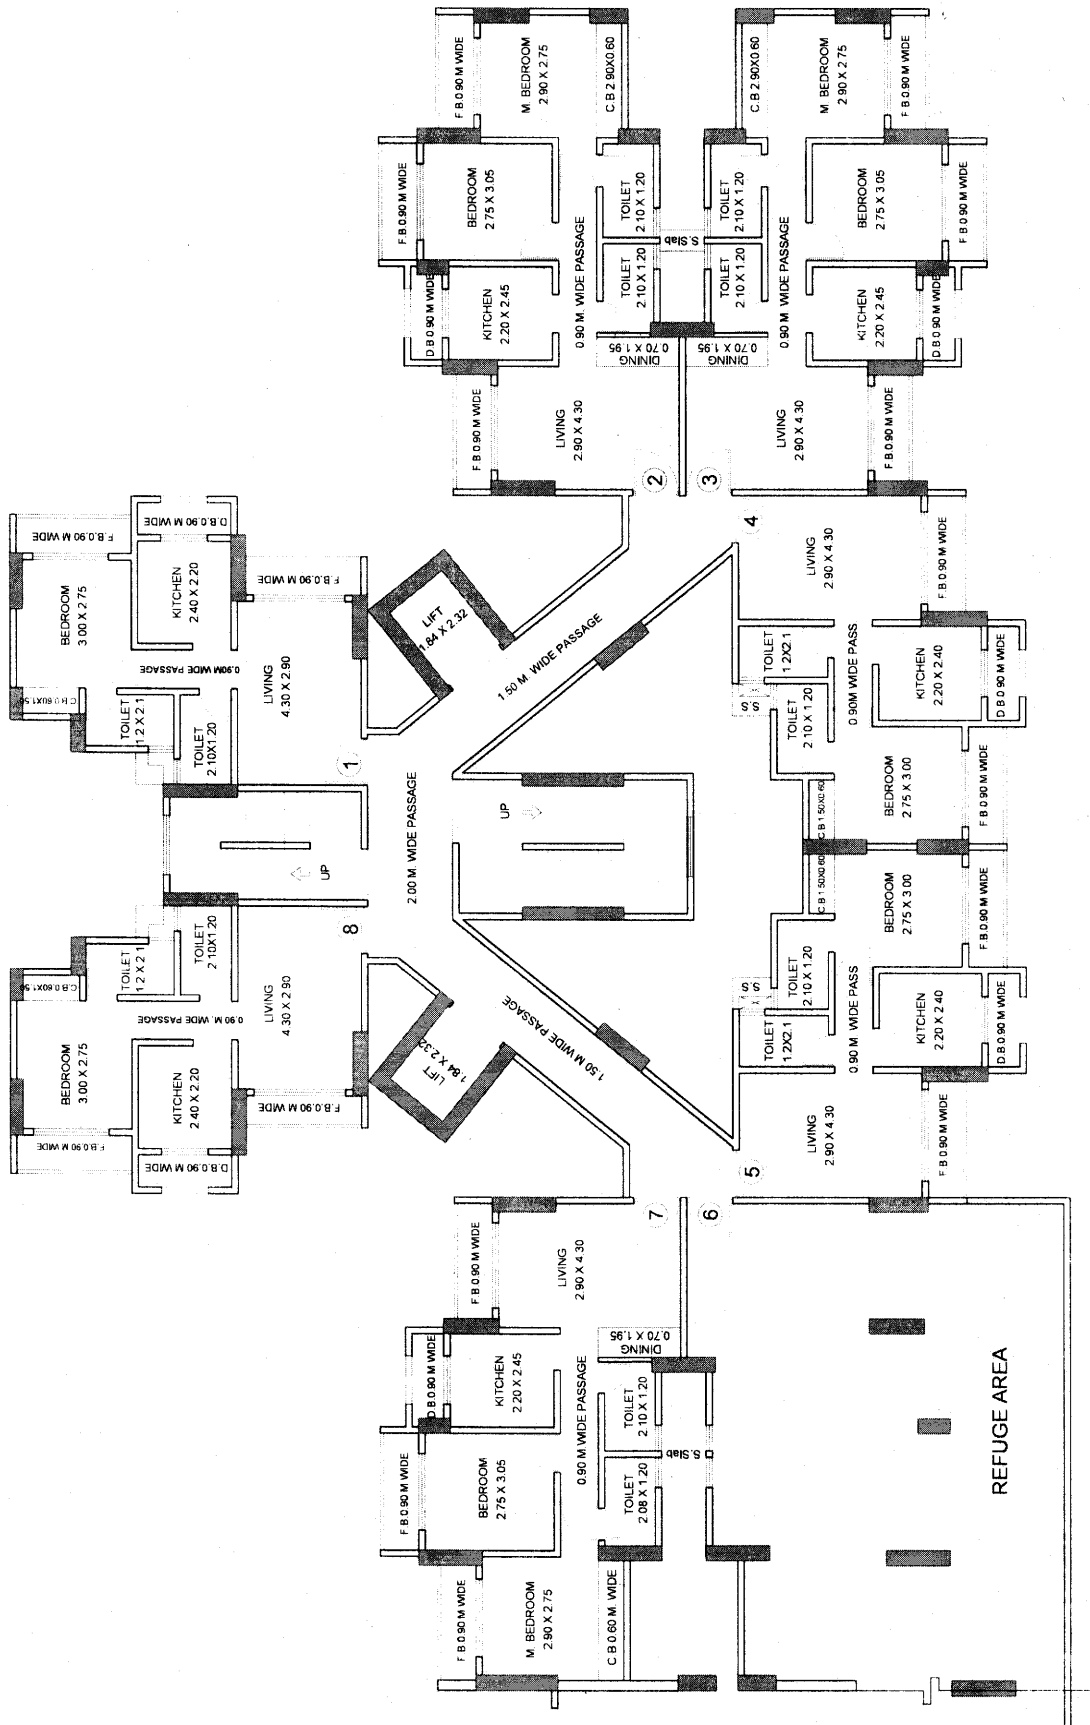 F.B.0.90 M WIDE
M. BEDROOM
2.90 X 2.75
C.B 2.90X0.60
C.B 2.90X0.60
M. BEDROOM
2.90 X 2.75
F.B 0.90 M WIDE
F.B.0.90 M WIDE
BEDROOM
2.75 X 3.05
TOILET
2.10 X 1.20
TOILET
2.10 X 1.20
BEDROOM
2.75 X 3.05
F.B 0.90 M WIDE
0.90 M. WIDE PASSAGE
S.Slab
0.90 M. WIDE PASSAGE
D.B 0.90 M WIDE
KITCHEN
2.20 X 2.45
TOILET
2.10 X 1.20
TOILET
2.10 X 1.20
KITCHEN
2.20 X 2.45
D.B 0.90 M WIDE
DINING
0.70 X 1.95
DINING
0.70 X 1.95
F.B 0.90 M WIDE
LIVING
2.90 X 4.30
LIVING
2.90 X 4.30
F.B 0.90 M WIDE
2
3
F.B.0.90 M WIDE
D.B.0.90 M WIDE
BEDROOM
3.00 X 2.75
KITCHEN
2.40 X 2.20
F.B.0.90 M WIDE
LIFT
1.84 X 2.32
4
LIVING
2.90 X 4.30
F.B 0.90 M WIDE
0.90M WIDE PASSAGE
LIVING
4.30 X 2.90
1.50 M. WIDE PASSAGE
C.B 0.60X1.50
TOILET
1.2 X 2.1
TOILET
2.10X1.20
TOILET
1.2X2.1
S.S
TOILET
2.10 X 1.20
0.90M WIDE PASS
KITCHEN
2.20 X 2.40
D.B 0.90 M WIDE
1
2.00 M. WIDE PASSAGE
UP
UP
C B 1.50X0.60
BEDROOM
2.75 X 3.00
F.B 0.90 M WIDE
8
C B 1.50X0.60
BEDROOM
2.75 X 3.00
F.B.0.90 M WIDE
C.B.0.60X1.50
TOILET
1.2 X 2.1
TOILET
2.10X1.20
0.90 M. WIDE PASSAGE
LIVING
4.30 X 2.90
BEDROOM
3.00 X 2.75
KITCHEN
2.40 X 2.20
F.B.0.90 M WIDE
D.B.0.90 M WIDE
F.B.0.90 M WIDE
LIFT
1.84 X 2.32
1.50 M WIDE PASSAGE
TOILET
1.2X2.1
S.S
TOILET
2.10 X 1.20
0.90 M WIDE PASS
KITCHEN
2.20 X 2.40
D.B.0.90 M WIDE
5
LIVING
2.90 X 4.30
F.B 0.90 M WIDE
7
6
F.B 0.90 M WIDE
LIVING
2.90 X 4.30
DINING
0.70 X 1.95
D.B 0.90 M WIDE
KITCHEN
2.20 X 2.45
0.90 M WIDE PASSAGE
TOILET
2.10 X 1.20
S.Slab
F.B 0.90 M WIDE
BEDROOM
2.75 X 3.05
TOILET
2.08 X 1.20
F.B 0.90 M WIDE
M. BEDROOM
2.90 X 2.75
C B 0.60 M. WIDE
REFUGE AREA